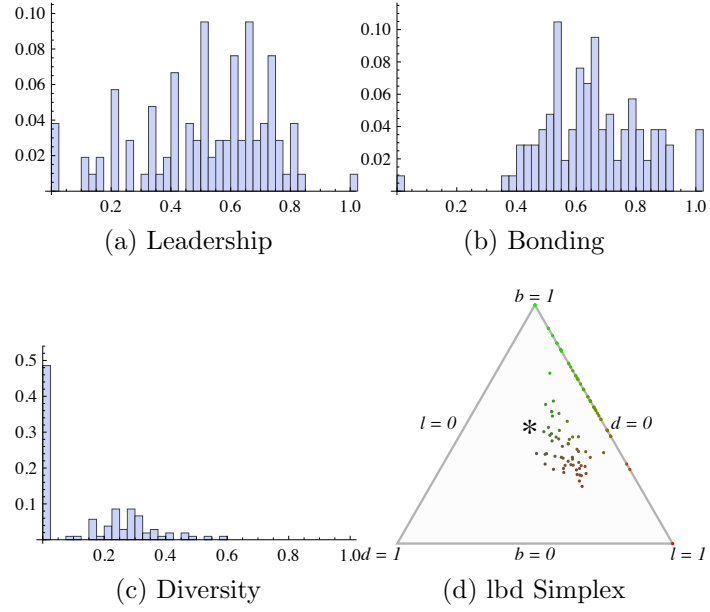 0.10
0.08
0.06
0.04
0.02
0.2 0.4 0.6 0.8 1.0
(a) Leadership
0.10
0.08
0.06
0.04
0.02
0.2 0.4 0.6 0.8 1.0
(b) Bonding
0.5
0.4
0.3
0.2
0.1
0.2 0.4 0.6 0.8 1.0
(c) Diversity
b = 1
l = 0
d = 0
*
d = 1
b = 0
l = 1
(d) lbd Simplex